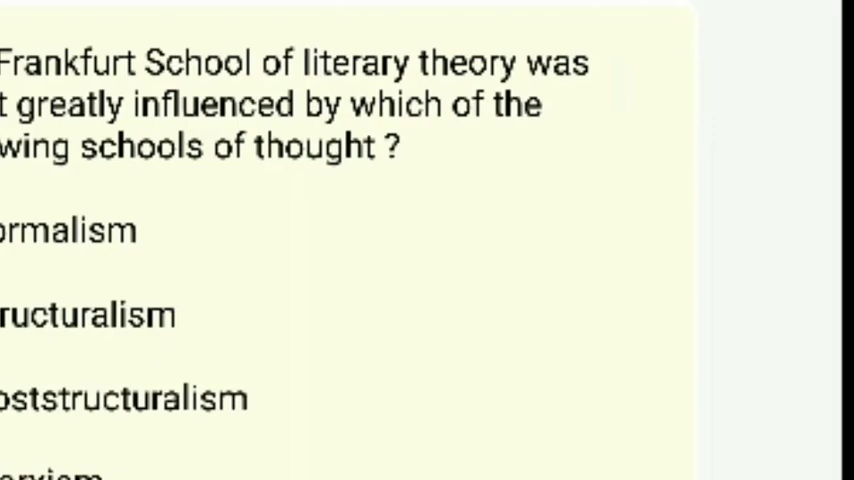 Frankfurt School of literary theory was
t greatly influenced by which of the
wing schools of thought ?
ormalism
ructuralism
oststructuralism